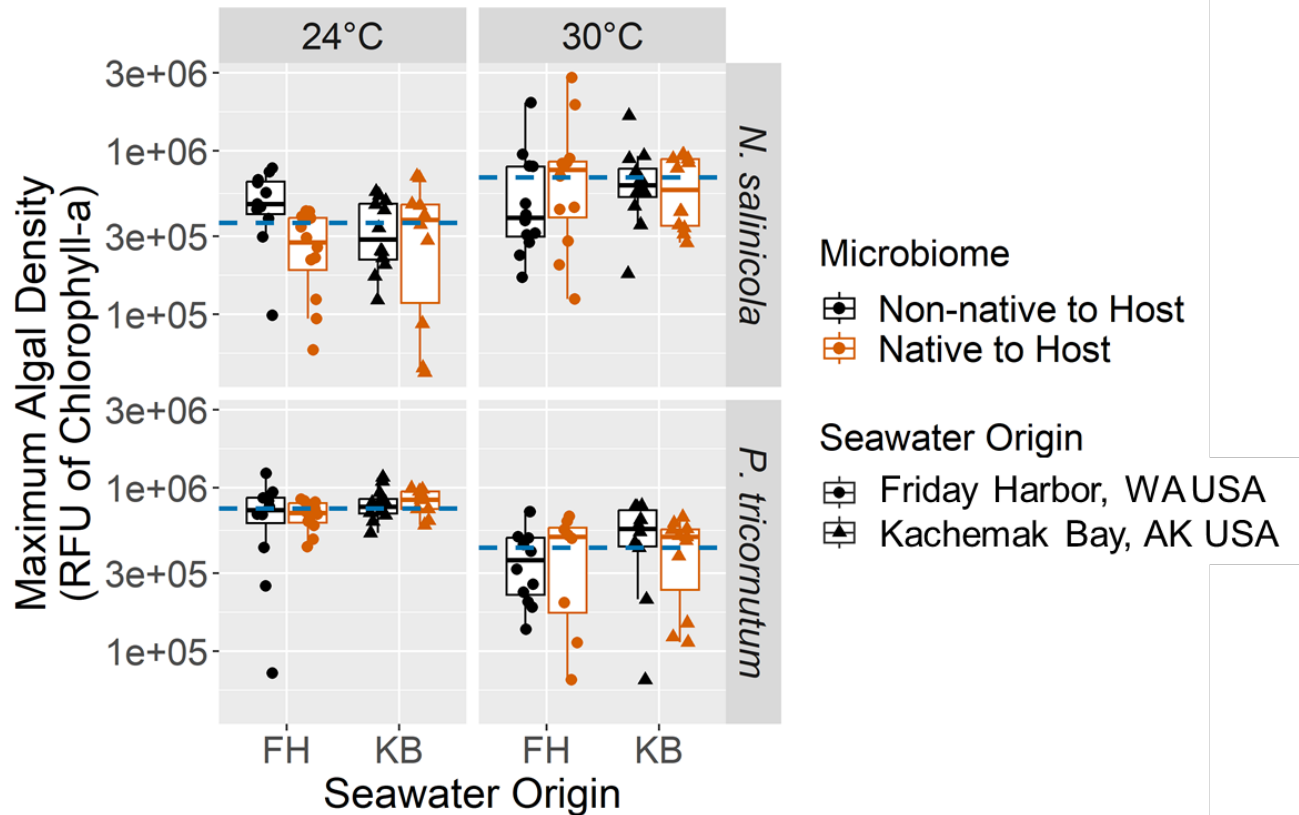 24°C
30°C
Maximum Algal Density
(RFU of Chlorophyll-a)
3e+06
1e+06
3e+05
1e+05
N. salinicola
3e+06
1e+06
3e+05
1e+05
P. tricornutum
FH
KB
FH
KB
Seawater Origin
Microbiome
Non-native to Host
Native to Host
Seawater Origin
Friday Harbor, WA USA
Kachemak Bay, AK USA